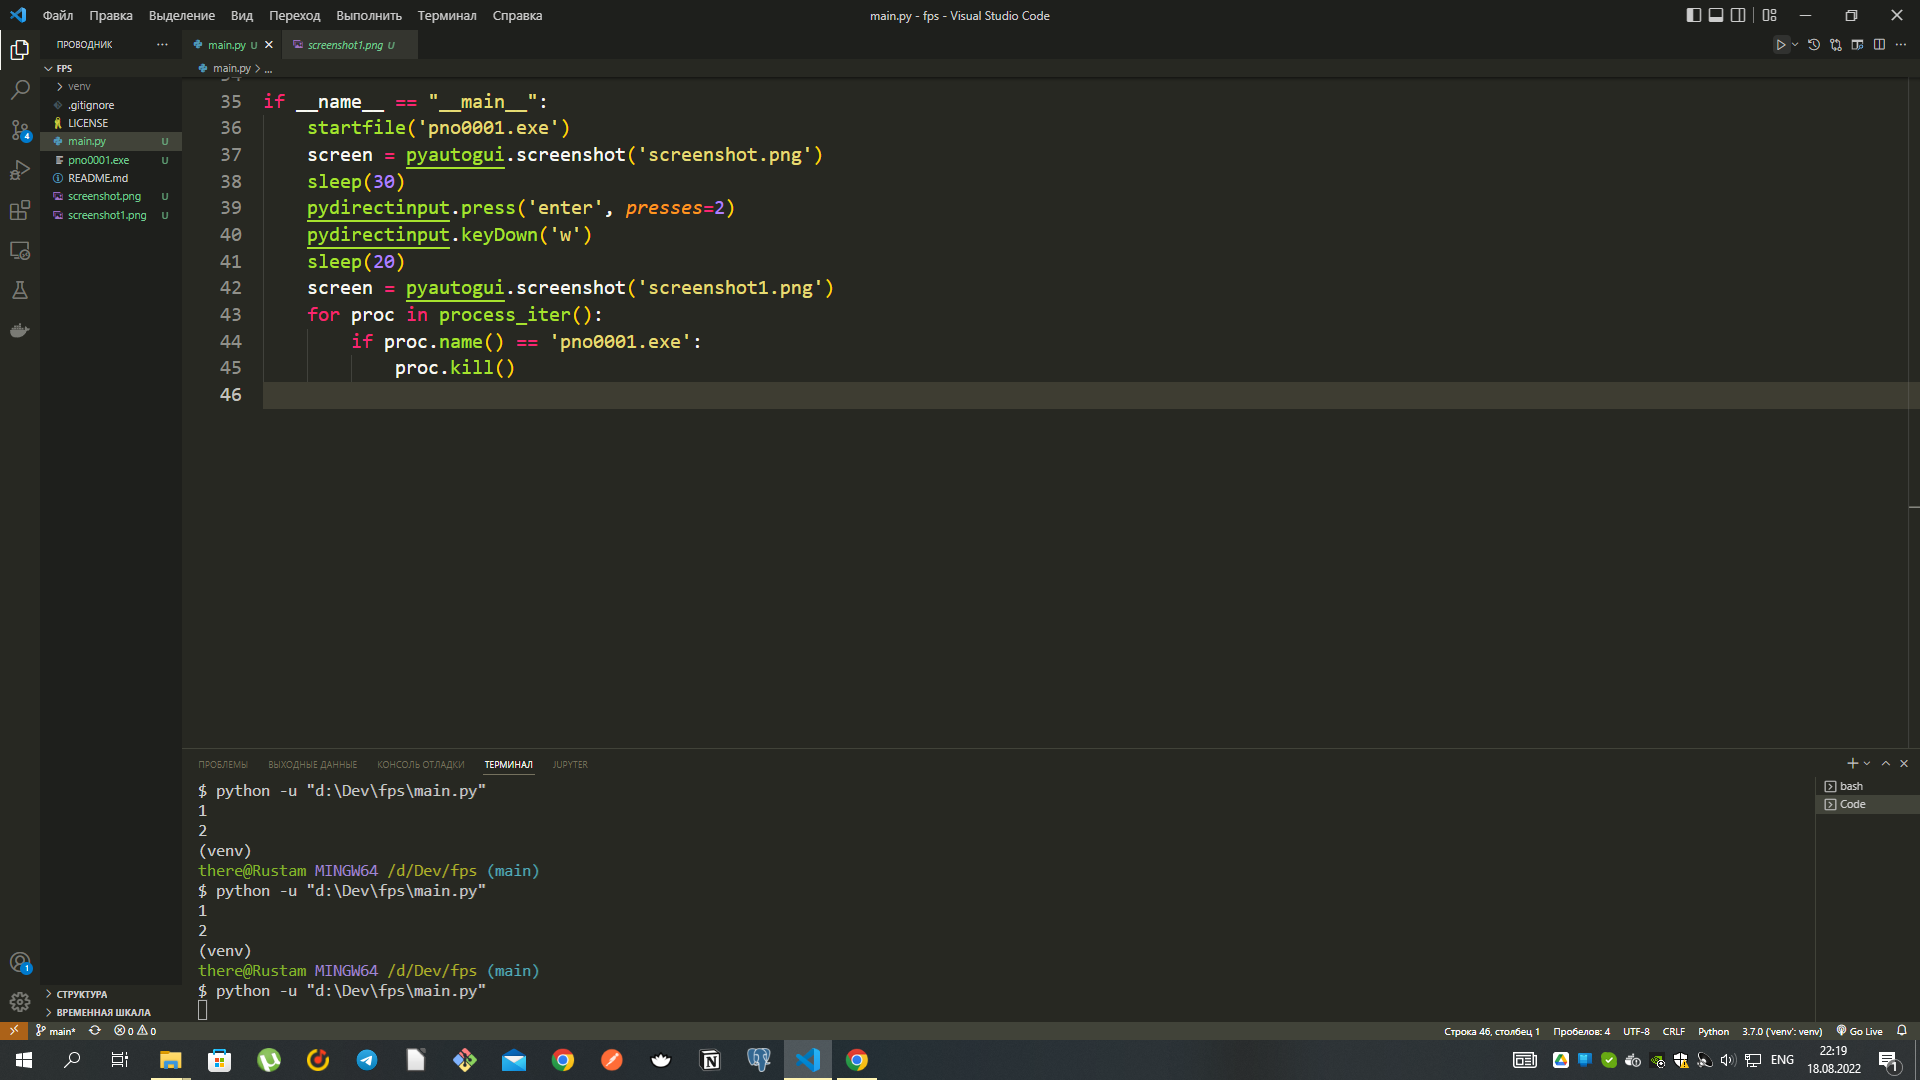 Файл Правка Выделение Вид Переход Выполнить Терминал Справка
main.py - fps - Visual Studio Code
ПРОВОДНИК ···
main.py U
screenshot1.png U
FPS
main.py > ...
venv
.gitignore
LICENSE
main.py U
pno0001.exe U
README.md
screenshot.png U
screenshot1.png U
35 if __name__ == "__main__":
36 startfile('pno0001.exe')
37 screen = pyautogui.screenshot('screenshot.png')
38 sleep(30)
39 pydirectinput.press('enter', presses=2)
40 pydirectinput.keyDown('w')
41 sleep(20)
42 screen = pyautogui.screenshot('screenshot1.png')
43 for proc in process_iter():
44 if proc.name() == 'pno0001.exe':
45 proc.kill()
46
ПРОБЛЕМЫ ВЫХОДНЫЕ ДАННЫЕ КОНСОЛЬ ОТЛАДКИ ТЕРМИНАЛ JUPYTER
$ python -u "d:\Dev\fps\main.py"
1
2
(venv)
there@Rustam MINGW64 /d/Dev/fps (main)
$ python -u "d:\Dev\fps\main.py"
1
2
(venv)
there@Rustam MINGW64 /d/Dev/fps (main)
$ python -u "d:\Dev\fps\main.py"
bash
Code
4
1
СТРУКТУРА
ВРЕМЕННАЯ ШКАЛА
main* 0 0
Строка 46, столбец 1 Пробелов: 4 UTF-8 CRLF Python 3.7.0 ('venv': venv) Go Live
ENG
22:19
18.08.2022
1